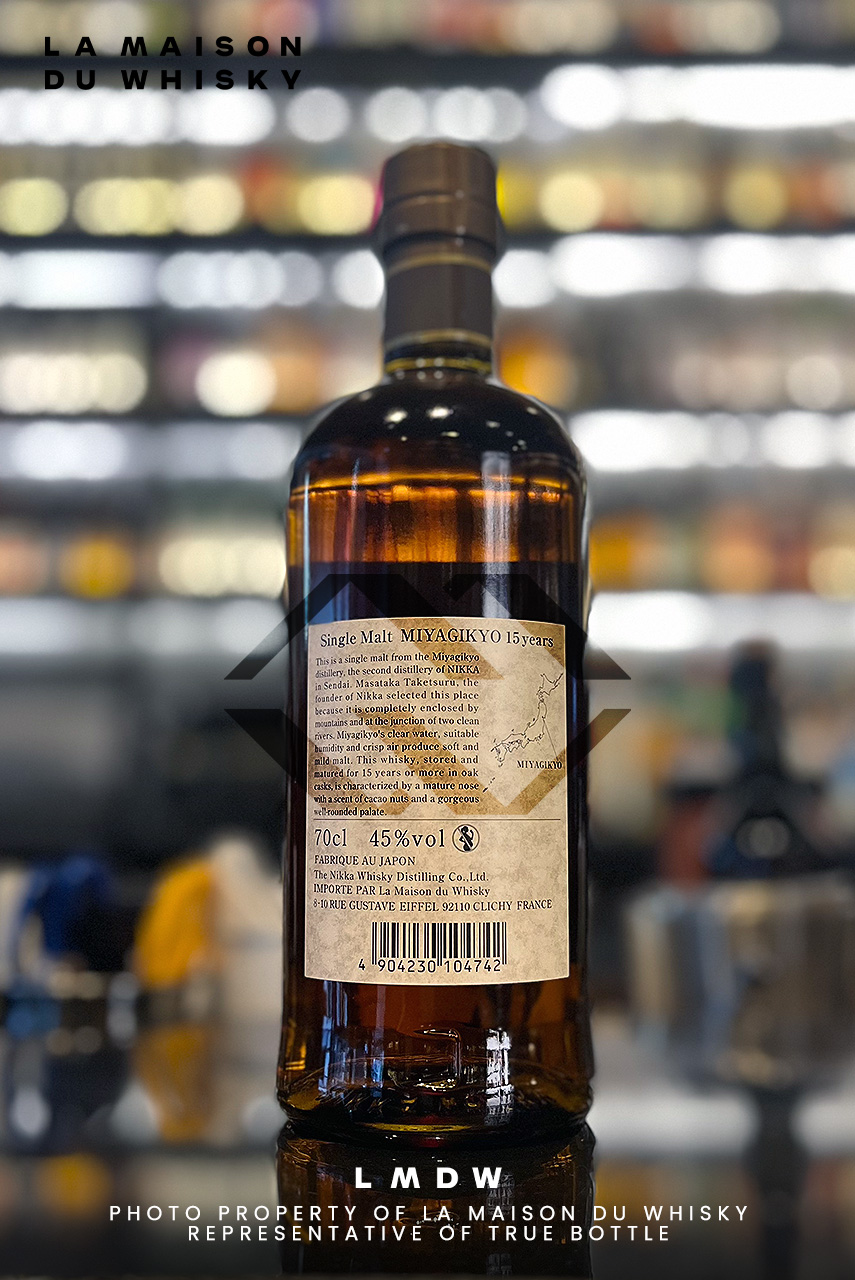 LA MAISON
DU WHISKY
Single Malt MIYAGIKYO 15 years
This is a single malt from the Miyagikyo
distillery, the second distillery of NIKKA
in Sendai. Masataka Taketsuru, the
founder of Nikka selected this place
because it is completely enclosed by
mountains and at the junction of two clean
rivers. Miyagikyo's clear water, suitable
humidity and crisp air produce soft and
mild malt. This whisky, stored and
matured for 15 years or more in oak
casks, is characterized by a mature nose
with a scent of cacao nuts and a gorgeous
well-rounded palate.
MIYAGIKYO
70cl 45%vol
FABRIQUE AU JAPON
The Nikka Whisky Distilling Co.,Ltd.
IMPORTE PAR La Maison du Whisky
8-10 RUE GUSTAVE EIFFEL 92110 CLICHY FRANCE
4 904230 104742
LMDW
PHOTO PROPERTY OF LA MAISON DU WHISKY
REPRESENTATIVE OF TRUE BOTTLE